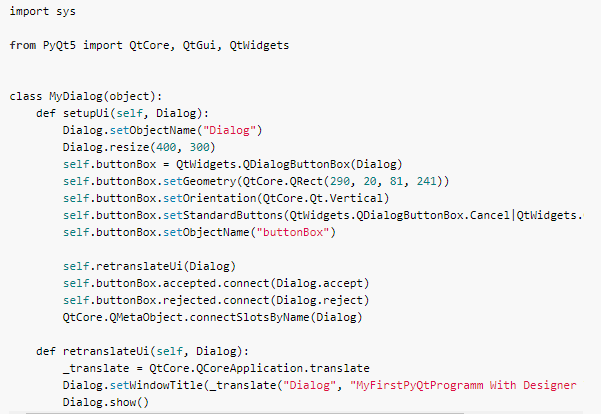 import sys
from PyQt5 import QtCore, QtGui, QtWidgets
class MyDialog(object):
    def setupUi(self, Dialog):
        Dialog.setObjectName("Dialog")
        Dialog.resize(400, 300)
        self.buttonBox = QtWidgets.QDialogButtonBox(Dialog)
        self.buttonBox.setGeometry(QtCore.QRect(290, 20, 81, 241))
        self.buttonBox.setOrientation(QtCore.Qt.Vertical)
        self.buttonBox.setStandardButtons(QtWidgets.QDialogButtonBox.Cancel|QtWidgets.
        self.buttonBox.setObjectName("buttonBox")
        self.retranslateUi(Dialog)
        self.buttonBox.accepted.connect(Dialog.accept)
        self.buttonBox.rejected.connect(Dialog.reject)
        QtCore.QMetaObject.connectSlotsByName(Dialog)
    def retranslateUi(self, Dialog):
        _translate = QtCore.QCoreApplication.translate
        Dialog.setWindowTitle(_translate("Dialog", "MyFirstPyQtProgramm With Designer
        Dialog.show()